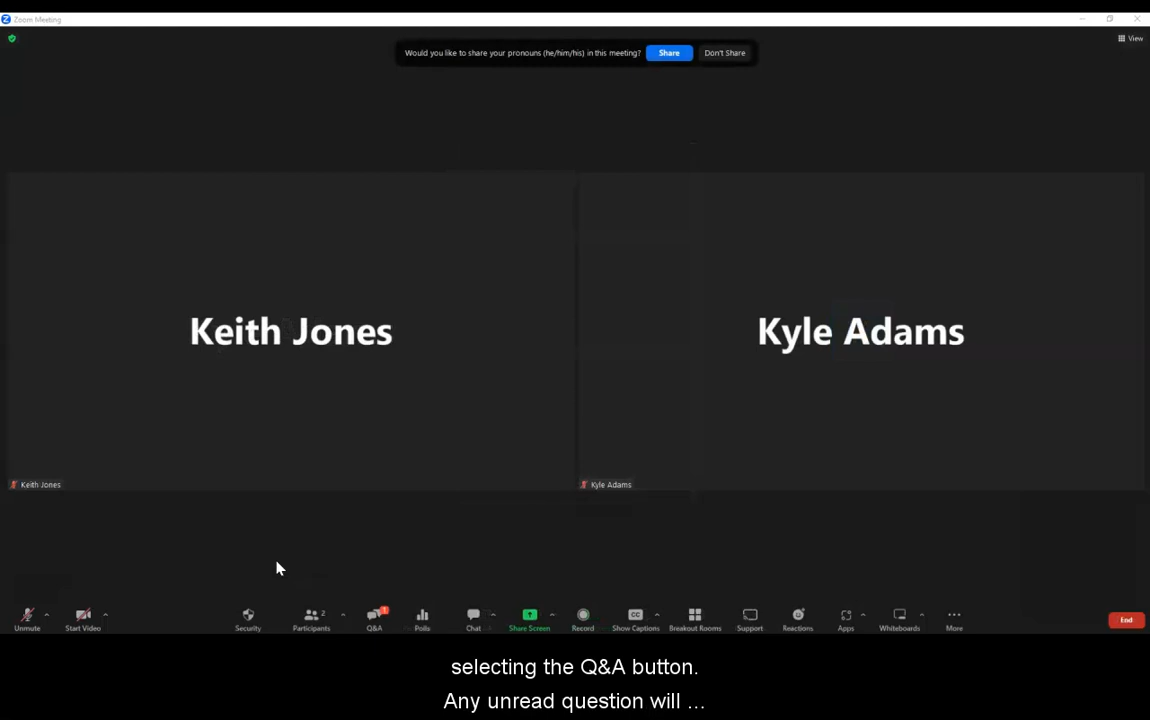 Zoom Meeting
View
Would you like to share your pronouns (he/him/his) in this meeting? Share Don't Share
Keith Jones
Kyle Adams
Keith Jones
Kyle Adams
Unmute Start Video Security Participants 2 Q&A 1 Polls Chat Share Screen Record CC Show Captions Breakout Rooms Support Reactions Apps Whiteboards More End
selecting the Q&A button.
Any unread question will ...